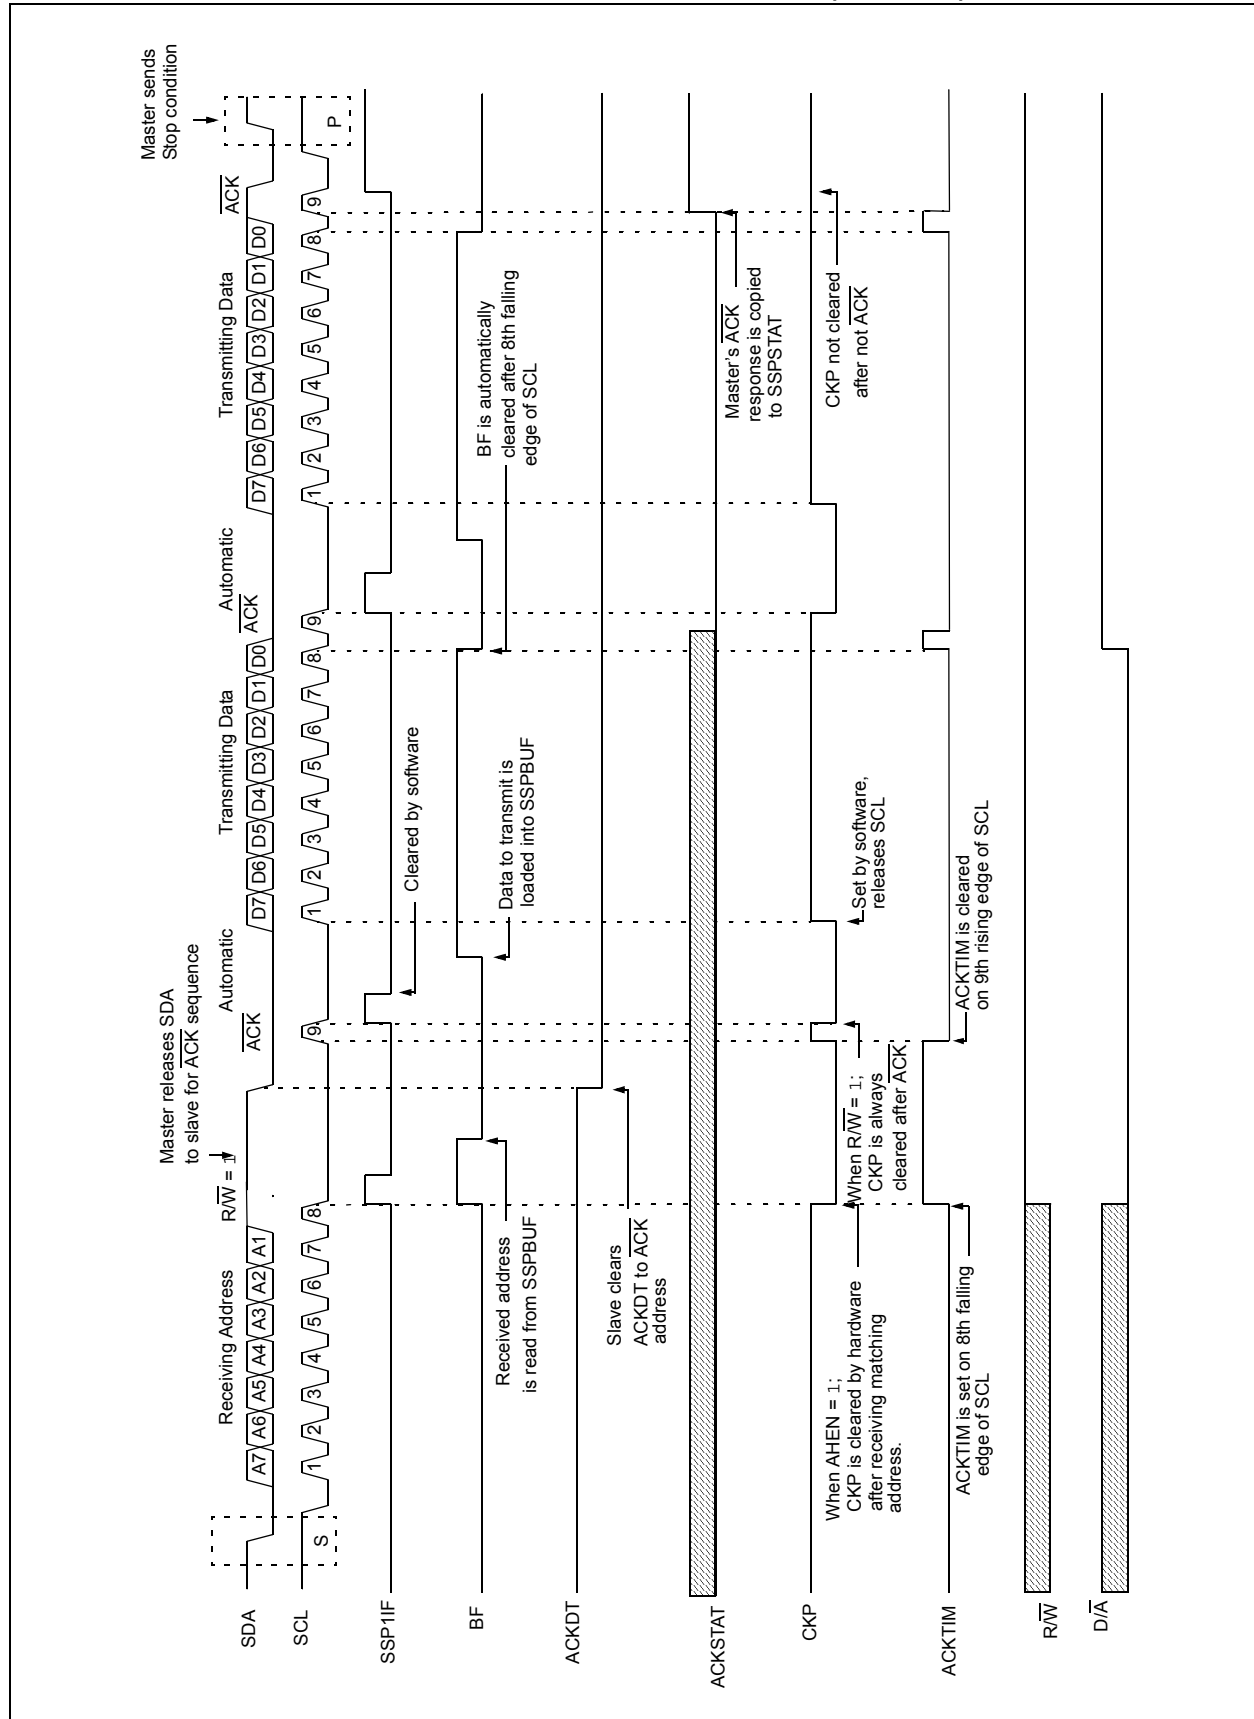 Master sends
Stop condition
Master releases SDA
to slave for ACK sequence
Receiving Address
R/W = 1
ACK
Automatic
Transmitting Data
ACK
Automatic
Transmitting Data
ACK
SDA
A7 A6 A5 A4 A3 A2 A1
D7 D6 D5 D4 D3 D2 D1 D0
D7 D6 D5 D4 D3 D2 D1 D0
SCL
S
1 2 3 4 5 6 7 8 9
1 2 3 4 5 6 7 8 9
1 2 3 4 5 6 7 8 9
P
SSP1IF
Cleared by software
BF
Received address
is read from SSPBUF
Data to transmit is
loaded into SSPBUF
BF is automatically
cleared after 8th falling
edge of SCL
ACKDT
Slave clears
ACKDT to ACK
address
ACKSTAT
Master's ACK
response is copied
to SSPSTAT
CKP
When AHEN = 1;
CKP is cleared by hardware
after receiving matching
address.
When R/W = 1;
CKP is always
cleared after ACK
Set by software,
releases SCL
CKP not cleared
after not ACK
ACKTIM
ACKTIM is set on 8th falling
edge of SCL
ACKTIM is cleared
on 9th rising edge of SCL
R/W
D/A